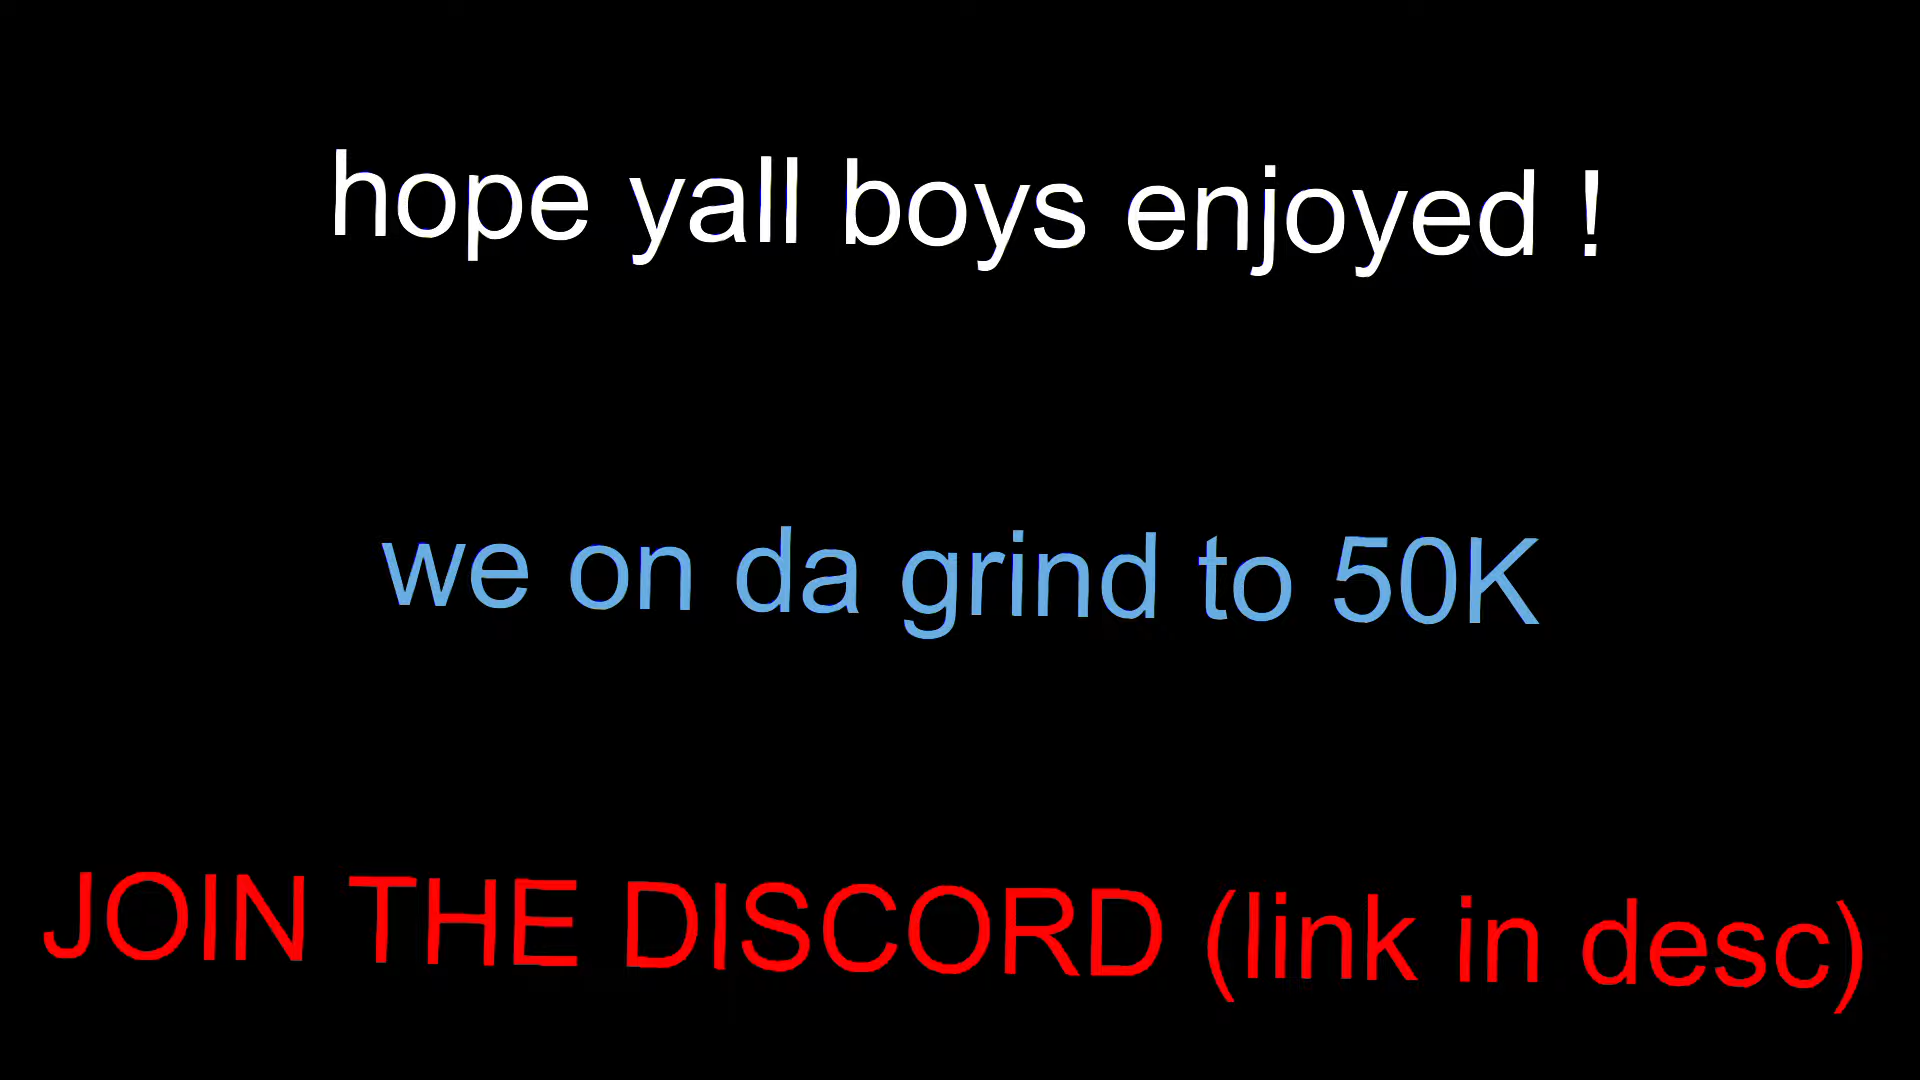 hope yall boys enjoyed !
we on da grind to 50K
JOIN THE DISCORD (link in desc)